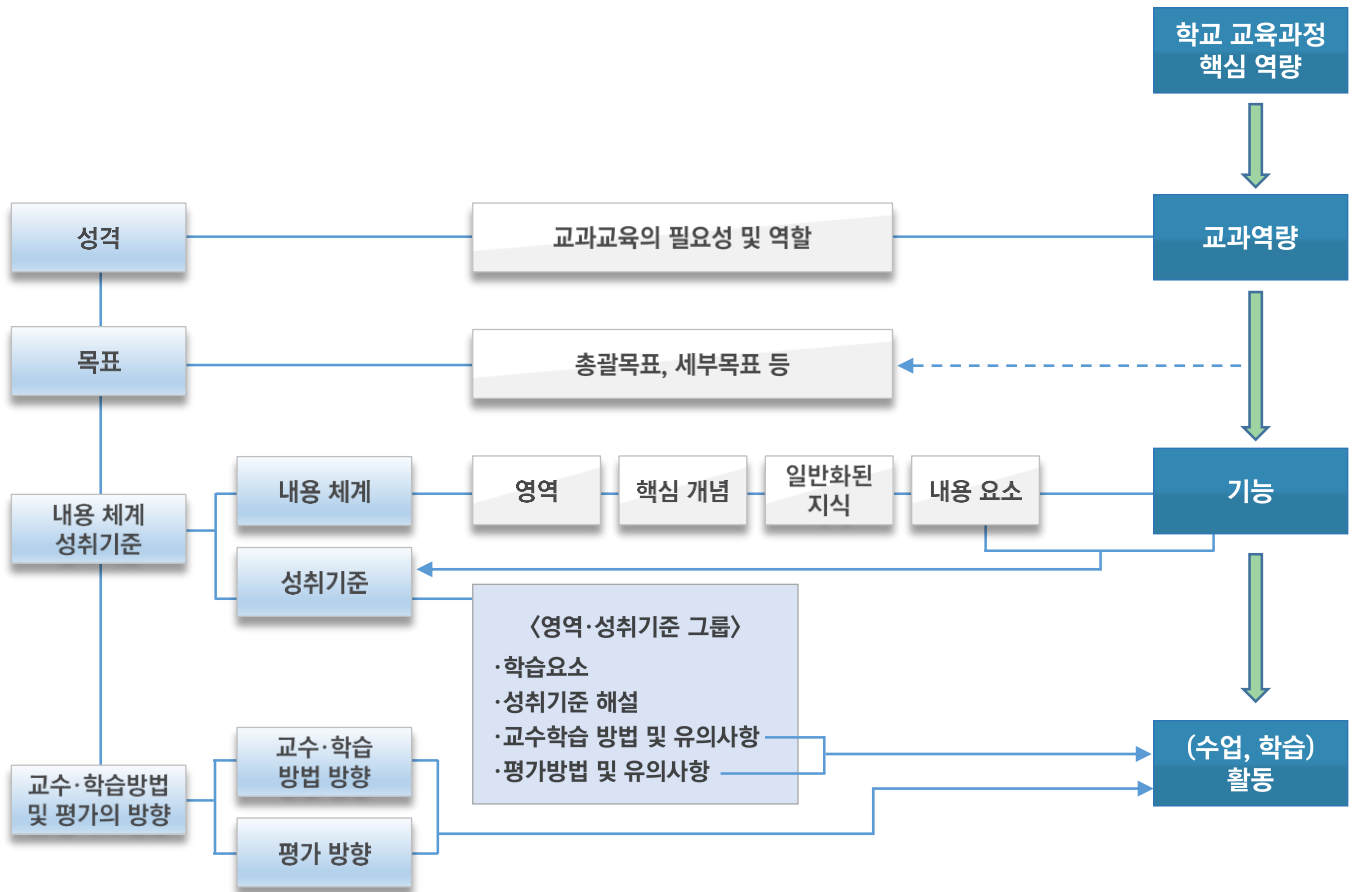 학교 교육과정
핵심 역량
성격
교과교육의 필요성 및 역할
교과역량
목표
총괄목표, 세부목표 등
내용 체계
성취기준
내용 체계
영역
핵심 개념
일반화된
지식
내용 요소
기능
성취기준
〈영역·성취기준 그룹〉
·학습요소
·성취기준 해설
·교수학습 방법 및 유의사항
·평가방법 및 유의사항
교수·학습방법
및 평가의 방향
교수·학습
방법 방향
평가 방향
(수업, 학습)
활동